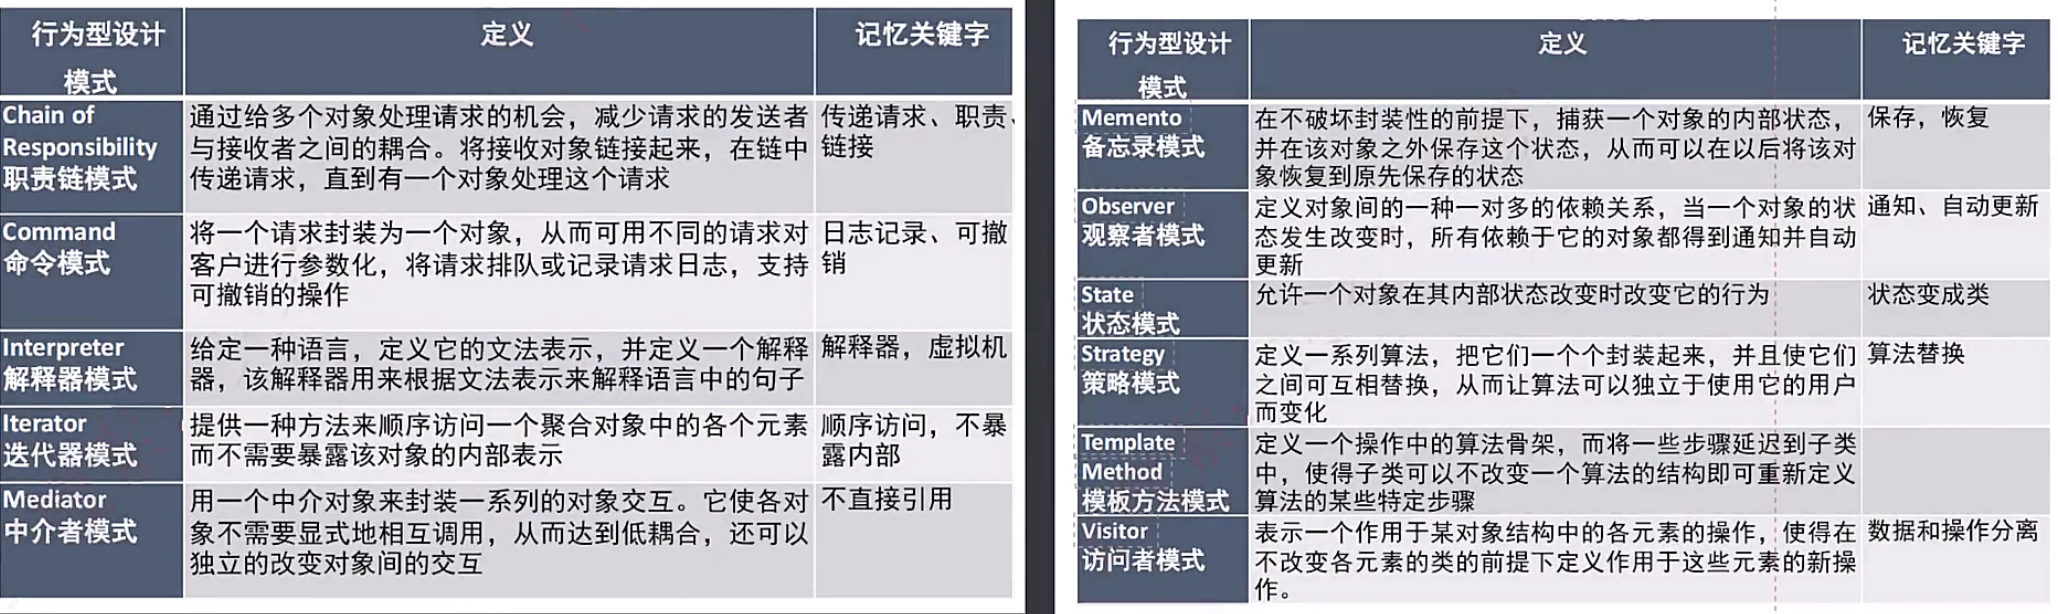 行为型设计
模式
定义
记忆关键字
Chain of
Responsibility
职责链模式
通过给多个对象处理请求的机会，减少请求的发送者
与接收者之间的耦合。将接收对象链接起来，在链中
传递请求，直到有一个对象处理这个请求
传递请求、职责、
链接
Command
命令模式
将一个请求封装为一个对象，从而可用不同的请求对
客户进行参数化，将请求排队或记录请求日志，支持
可撤销的操作
日志记录、可撤
销
Interpreter
解释器模式
给定一种语言，定义它的文法表示，并定义一个解释
器，该解释器用来根据文法表示来解释语言中的句子
解释器，虚拟机
Iterator
迭代器模式
提供一种方法来顺序访问一个聚合对象中的各个元素
而不需要暴露该对象的内部表示
顺序访问，不暴
露内部
Mediator
中介者模式
用一个中介对象来封装一系列的对象交互。它使各对
象不需要显式地相互调用，从而达到低耦合，还可以
独立的改变对象间的交互
不直接引用
行为型设计
模式
定义
记忆关键字
Memento
备忘录模式
在不破坏封装性的前提下，捕获一个对象的内部状态，
并在该对象之外保存这个状态，从而可以在以后将该对
象恢复到原先保存的状态
保存，恢复
Observer
观察者模式
定义对象间的一种一对多的依赖关系，当一个对象的状
态发生改变时，所有依赖于它的对象都得到通知并自动
更新
通知、自动更新
State
状态模式
允许一个对象在其内部状态改变时改变它的行为
状态变成类
Strategy
策略模式
定义一系列算法，把它们一个个封装起来，并且使它们
之间可互相替换，从而让算法可以独立于使用它的用户
而变化
算法替换
Template
Method
模板方法模式
定义一个操作中的算法骨架，而将一些步骤延迟到子类
中，使得子类可以不改变一个算法的结构即可重新定义
算法的某些特定步骤
Visitor
访问者模式
表示一个作用于某对象结构中的各元素的操作，使得在
不改变各元素的类的前提下定义作用于这些元素的新操
作。
数据和操作分离